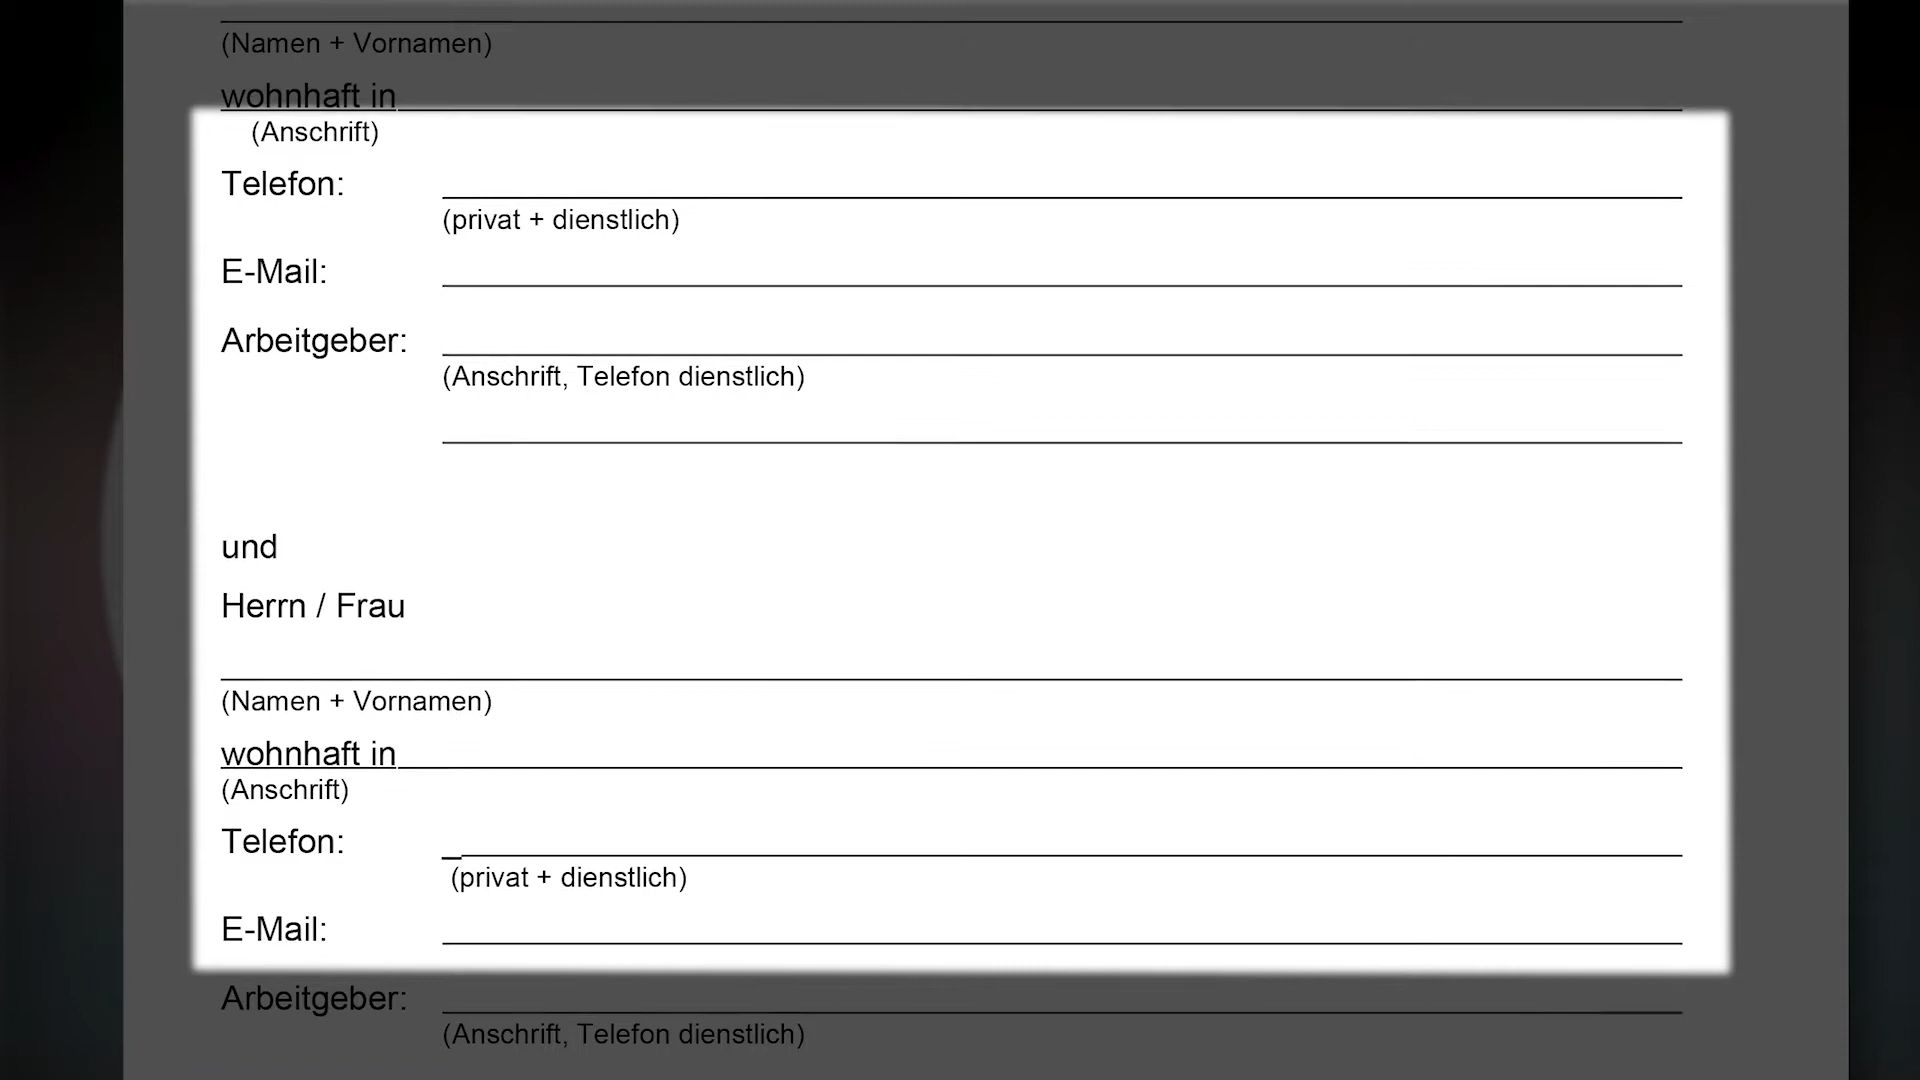 (Namen + Vornamen)
wohnhaft in
(Anschrift)
Telefon:
(privat + dienstlich)
E-Mail:
Arbeitgeber:
(Anschrift, Telefon dienstlich)
und
Herrn / Frau
(Namen + Vornamen)
wohnhaft in
(Anschrift)
Telefon:
(privat + dienstlich)
E-Mail:
Arbeitgeber:
(Anschrift, Telefon dienstlich)